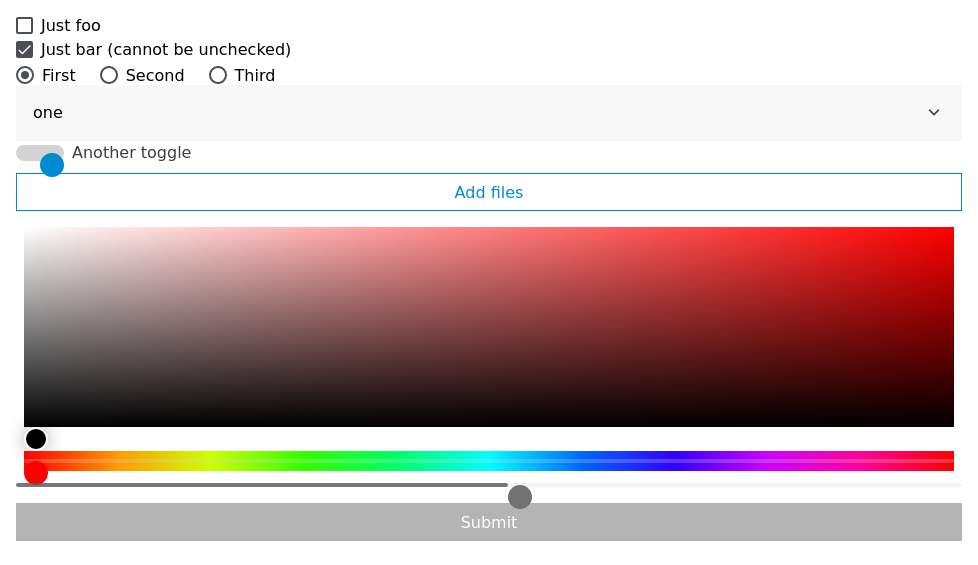 Just foo
Just bar (cannot be unchecked)
First Second Third
one
Another toggle
Add files
Submit